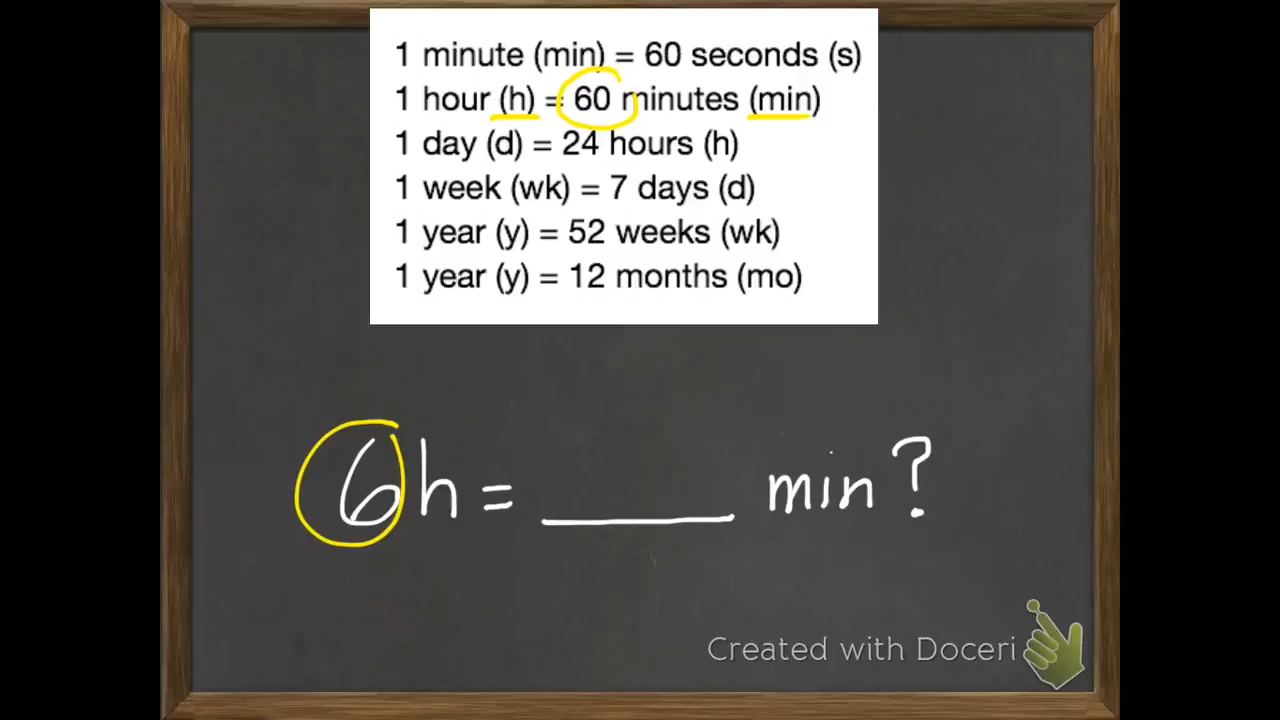 1 minute (min) = 60 seconds (s)
1 hour (h) = 60 minutes (min)
1 day (d) = 24 hours (h)
1 week (wk) = 7 days (d)
1 year (y) = 52 weeks (wk)
1 year (y) = 12 months (mo)
6h = ____ min?
Created with Doceri